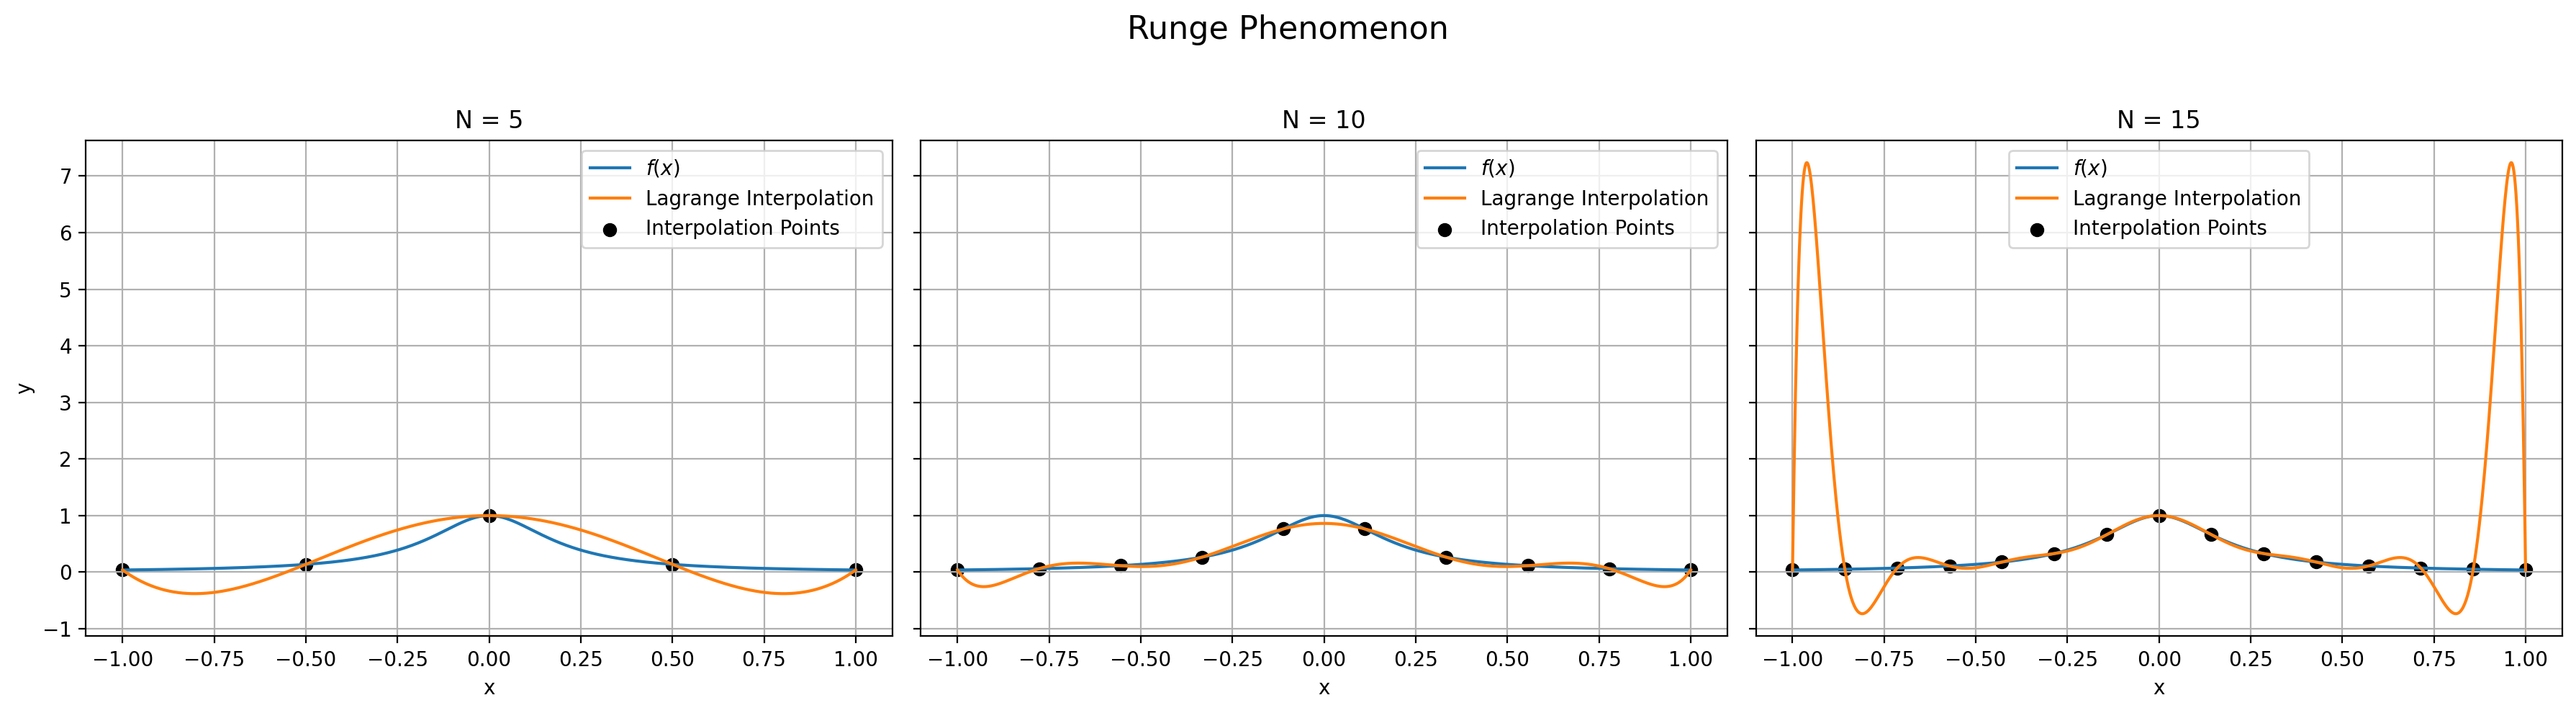 Runge Phenomenon
N = 5
f(x)
Lagrange Interpolation
Interpolation Points
7
6
5
4
3
2
1
0
−1
y
−1.00 −0.75 −0.50 −0.25 0.00 0.25 0.50 0.75 1.00
x
N = 10
f(x)
Lagrange Interpolation
Interpolation Points
−1.00 −0.75 −0.50 −0.25 0.00 0.25 0.50 0.75 1.00
x
N = 15
f(x)
Lagrange Interpolation
Interpolation Points
−1.00 −0.75 −0.50 −0.25 0.00 0.25 0.50 0.75 1.00
x